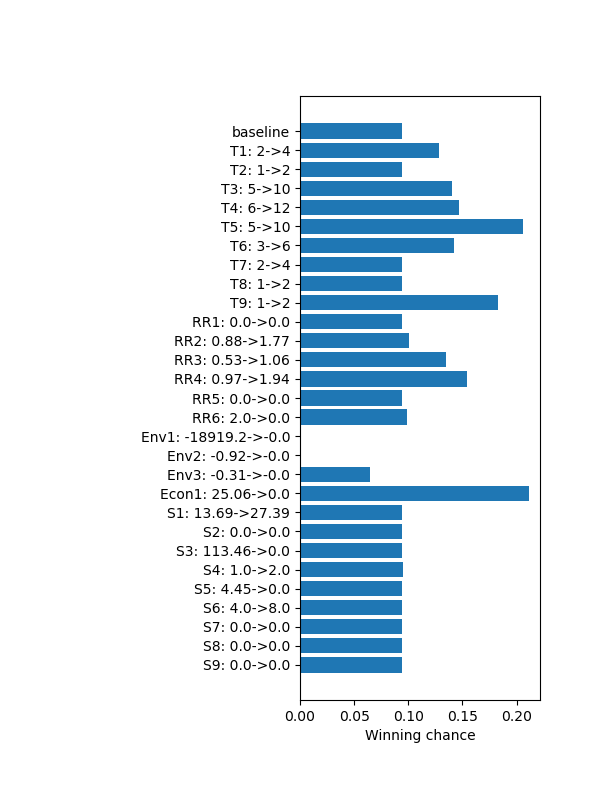 baseline
T1: 2->4
T2: 1->2
T3: 5->10
T4: 6->12
T5: 5->10
T6: 3->6
T7: 2->4
T8: 1->2
T9: 1->2
RR1: 0.0->0.0
RR2: 0.88->1.77
RR3: 0.53->1.06
RR4: 0.97->1.94
RR5: 0.0->0.0
RR6: 2.0->0.0
Env1: -18919.2->-0.0
Env2: -0.92->-0.0
Env3: -0.31->-0.0
Econ1: 25.06->0.0
S1: 13.69->27.39
S2: 0.0->0.0
S3: 113.46->0.0
S4: 1.0->2.0
S5: 4.45->0.0
S6: 4.0->8.0
S7: 0.0->0.0
S8: 0.0->0.0
S9: 0.0->0.0
0.00 0.05 0.10 0.15 0.20
Winning chance